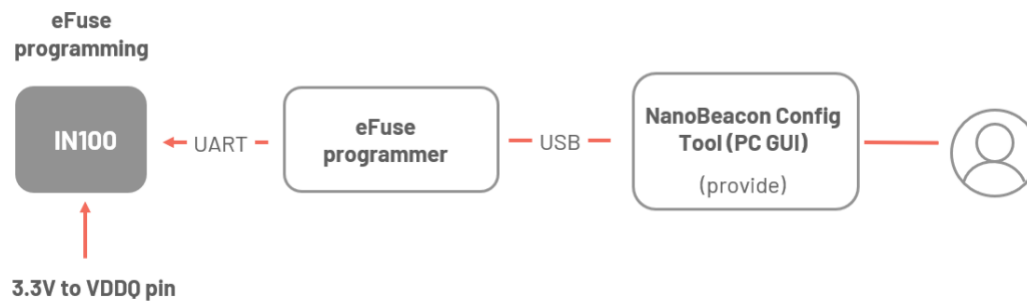 eFuse
programming
IN100
UART
eFuse
programmer
USB
NanoBeacon Config
Tool (PC GUI)
(provide)
3.3V to VDDQ pin